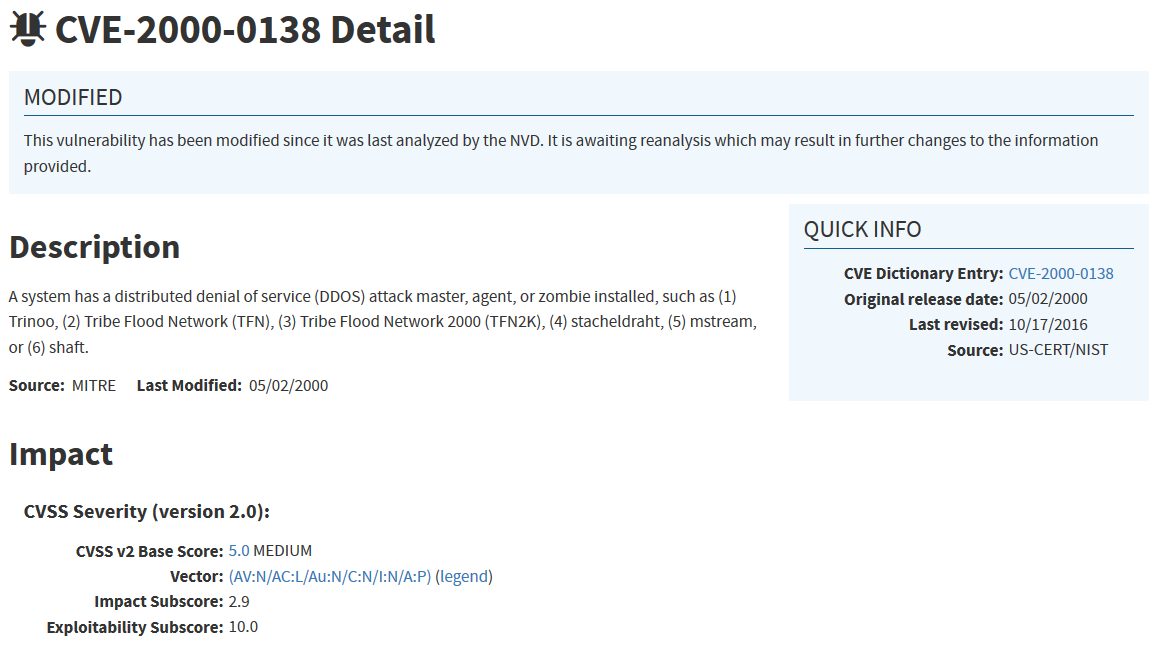 CVE-2000-0138 Detail
MODIFIED
This vulnerability has been modified since it was last analyzed by the NVD. It is awaiting reanalysis which may result in further changes to the information
provided.
Description
A system has a distributed denial of service (DDOS) attack master, agent, or zombie installed, such as (1)
Trinoo, (2) Tribe Flood Network (TFN), (3) Tribe Flood Network 2000 (TFN2K), (4) stacheldraht, (5) mstream,
or (6) shaft.
Source: MITRE Last Modified: 05/02/2000
QUICK INFO
CVE Dictionary Entry: CVE-2000-0138
Original release date: 05/02/2000
Last revised: 10/17/2016
Source: US-CERT/NIST
Impact
CVSS Severity (version 2.0):
CVSS v2 Base Score: 5.0 MEDIUM
Vector: (AV:N/AC:L/Au:N/C:N/I:N/A:P) (legend)
Impact Subscore: 2.9
Exploitability Subscore: 10.0